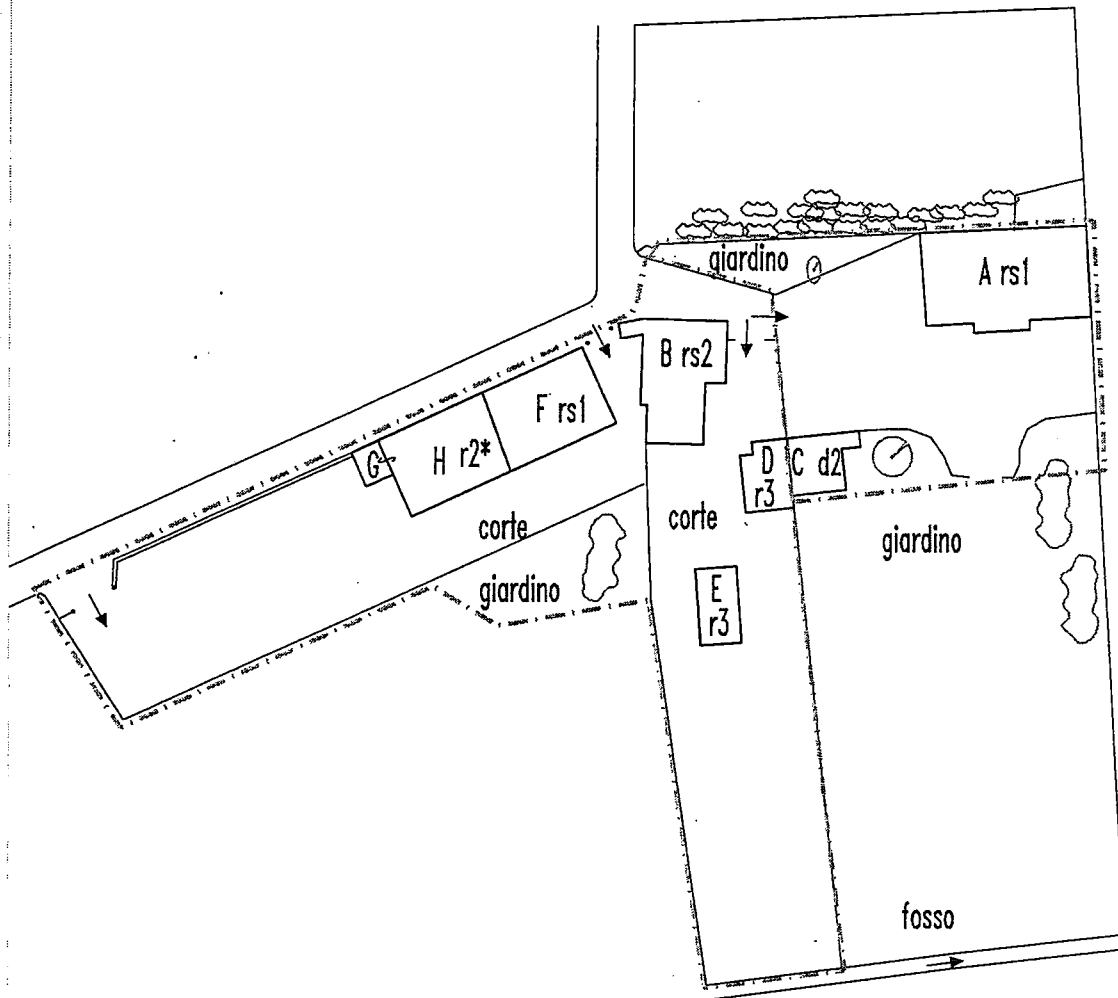 giardino
A rs1
B rs2
F rs1
G
H r2*
D
r3
C d2
corte
corte
giardino
giardino
E
r3
fosso